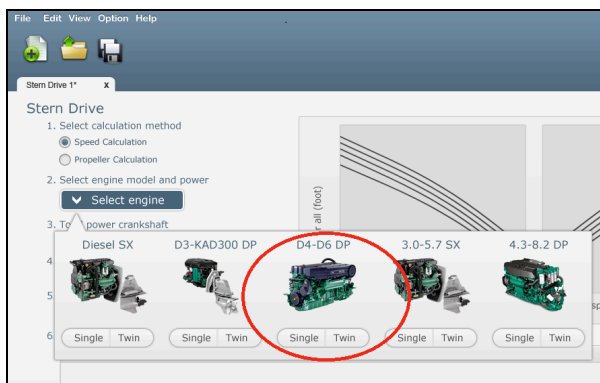 File Edit View Option Help
Stern Drive 1* x
Stern Drive
1. Select calculation method
Speed Calculation
Propeller Calculation
2. Select engine model and power
Select engine
3. power crankshaft
all (foot)
Diesel SX D3-KAD300 DP D4-D6 DP 3.0-5.7 SX 4.3-8.2 DP
4
5
6
Single Twin Single Twin Single Twin Single Twin Single Twin